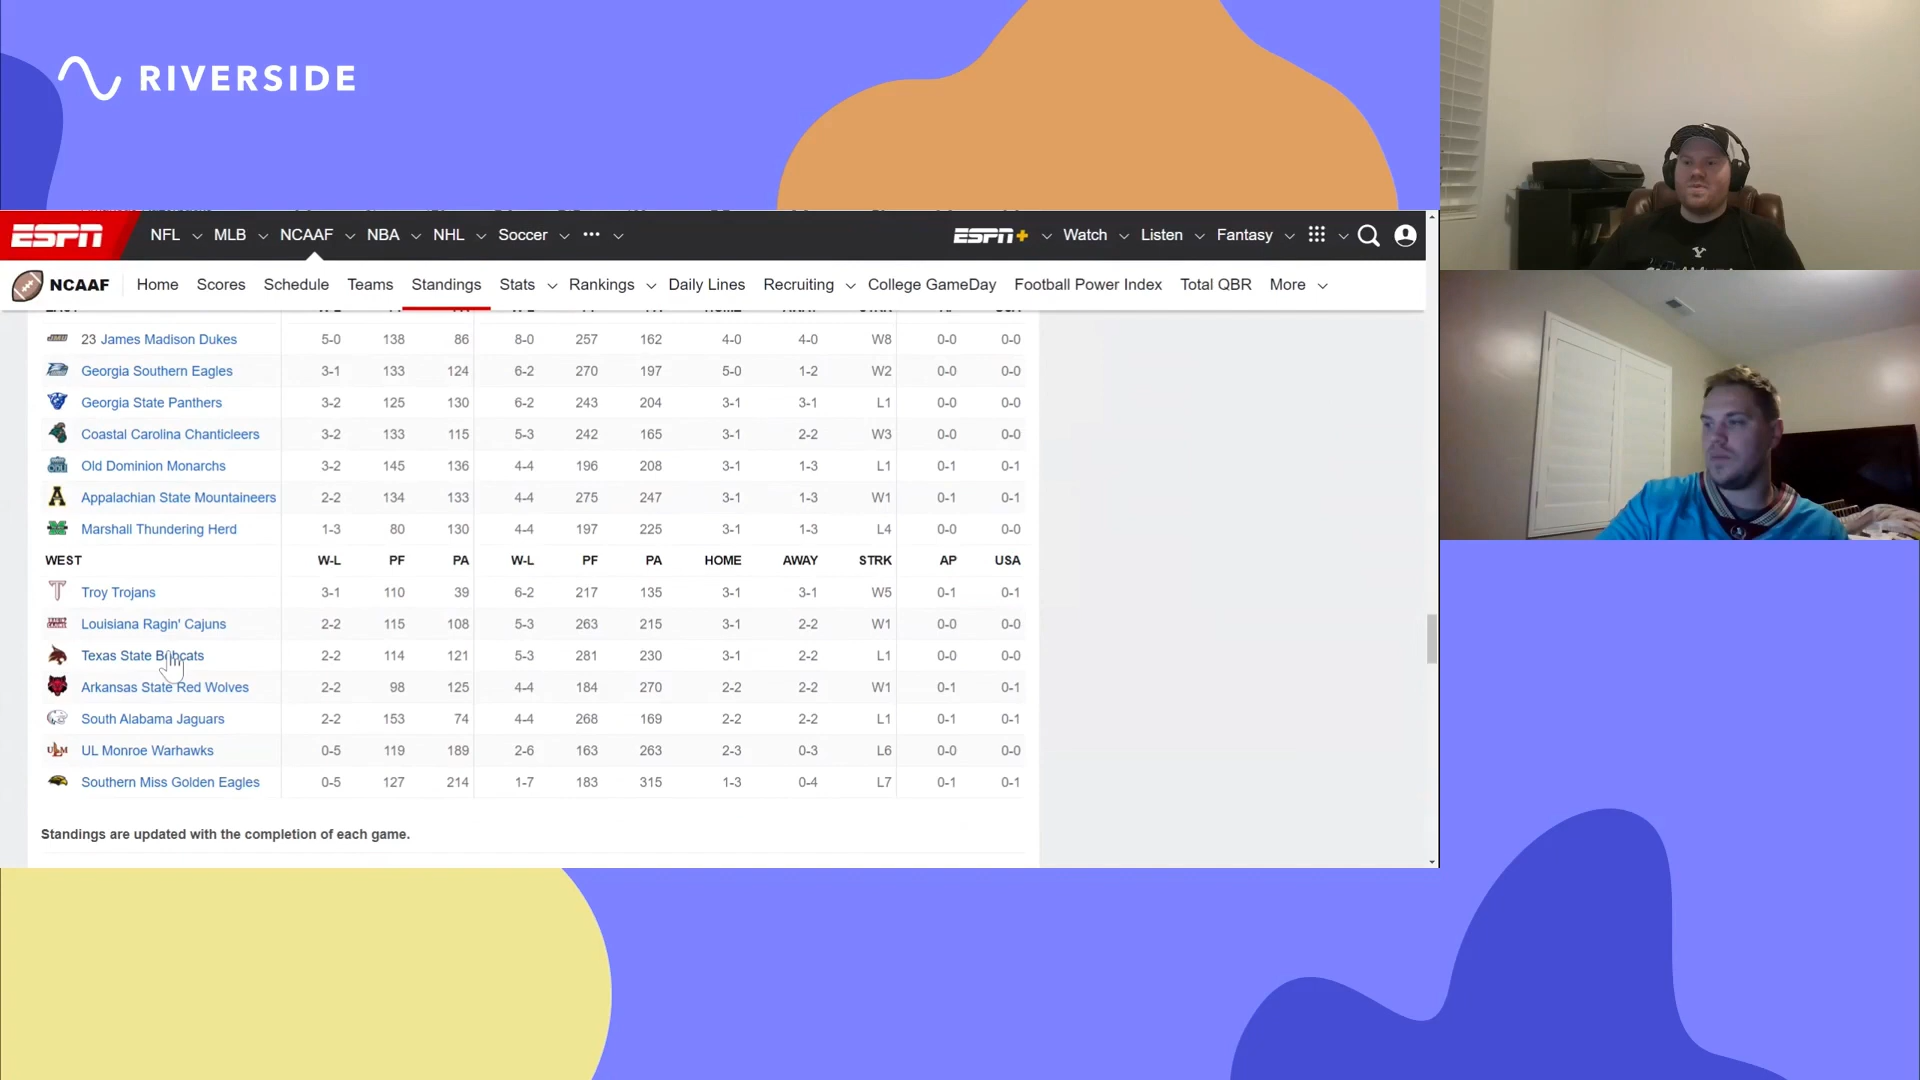 RIVERSIDE
ESPN NFL MLB NCAAF NBA NHL Soccer ••• ESPN+ Watch Listen Fantasy
NCAAF Home Scores Schedule Teams Standings Stats Rankings Daily Lines Recruiting College GameDay Football Power Index Total QBR More
23 James Madison Dukes 5-0 138 86 8-0 257 162 4-0 4-0 W8 0-0 0-0
Georgia Southern Eagles 3-1 133 124 6-2 270 197 5-0 1-2 W2 0-0 0-0
Georgia State Panthers 3-2 125 130 6-2 243 204 3-1 3-1 L1 0-0 0-0
Coastal Carolina Chanticleers 3-2 133 115 5-3 242 165 3-1 2-2 W3 0-0 0-0
Old Dominion Monarchs 3-2 145 136 4-4 196 208 3-1 1-3 L1 0-1 0-1
Appalachian State Mountaineers 2-2 134 133 4-4 275 247 3-1 1-3 W1 0-1 0-1
Marshall Thundering Herd 1-3 80 130 4-4 197 225 3-1 1-3 L4 0-0 0-0
WEST W-L PF PA W-L PF PA HOME AWAY STRK AP USA
Troy Trojans 3-1 110 39 6-2 217 135 3-1 3-1 W5 0-1 0-1
Louisiana Ragin' Cajuns 2-2 115 108 5-3 263 215 3-1 2-2 W1 0-0 0-0
Texas State Bobcats 2-2 114 121 5-3 281 230 3-1 2-2 L1 0-0 0-0
Arkansas State Red Wolves 2-2 98 125 4-4 184 270 2-2 2-2 W1 0-1 0-1
South Alabama Jaguars 2-2 153 74 4-4 268 169 2-2 2-2 L1 0-1 0-1
UL Monroe Warhawks 0-5 119 189 2-6 163 263 2-3 0-3 L6 0-0 0-0
Southern Miss Golden Eagles 0-5 127 214 1-7 183 315 1-3 0-4 L7 0-1 0-1
Standings are updated with the completion of each game.